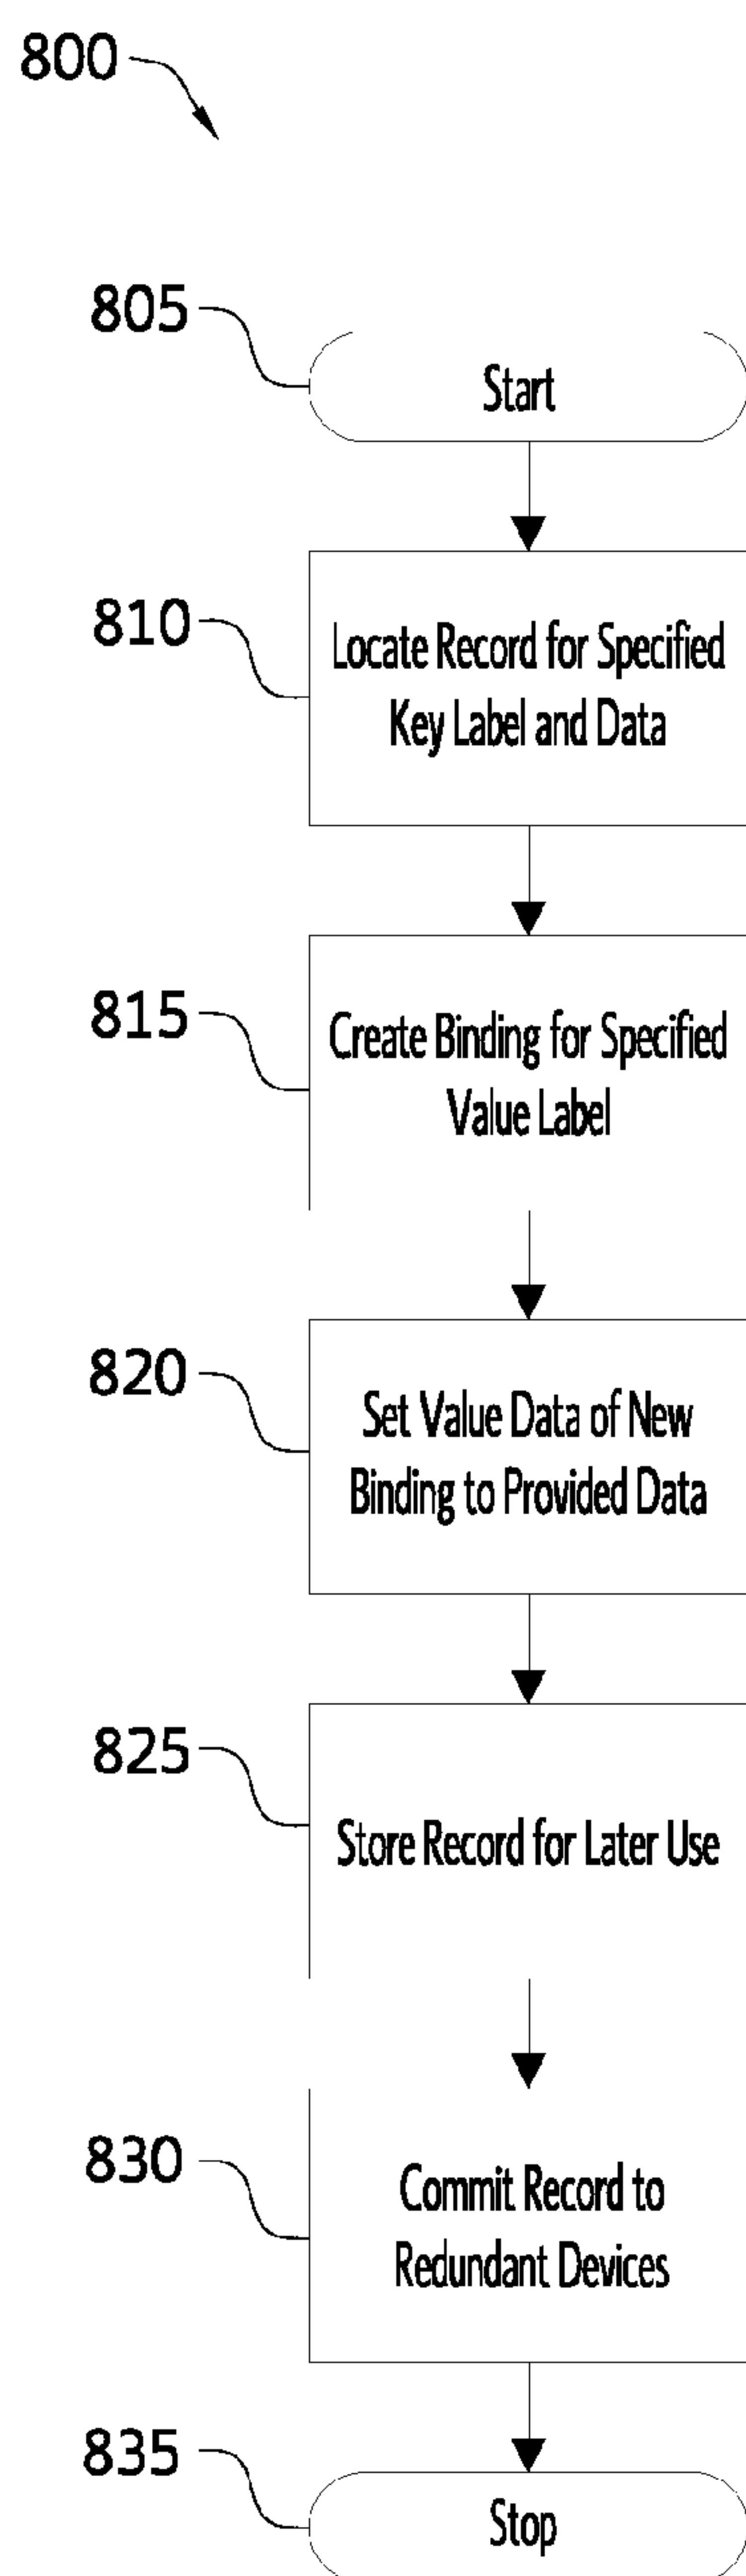 800
805
Start
810
Locate Record for Specified
Key Label and Data
815
Create Binding for Specified
Value Label
820
Set Value Data of New
Binding to Provided Data
825
Store Record for Later Use
830
Commit Record to
Redundant Devices
835
Stop